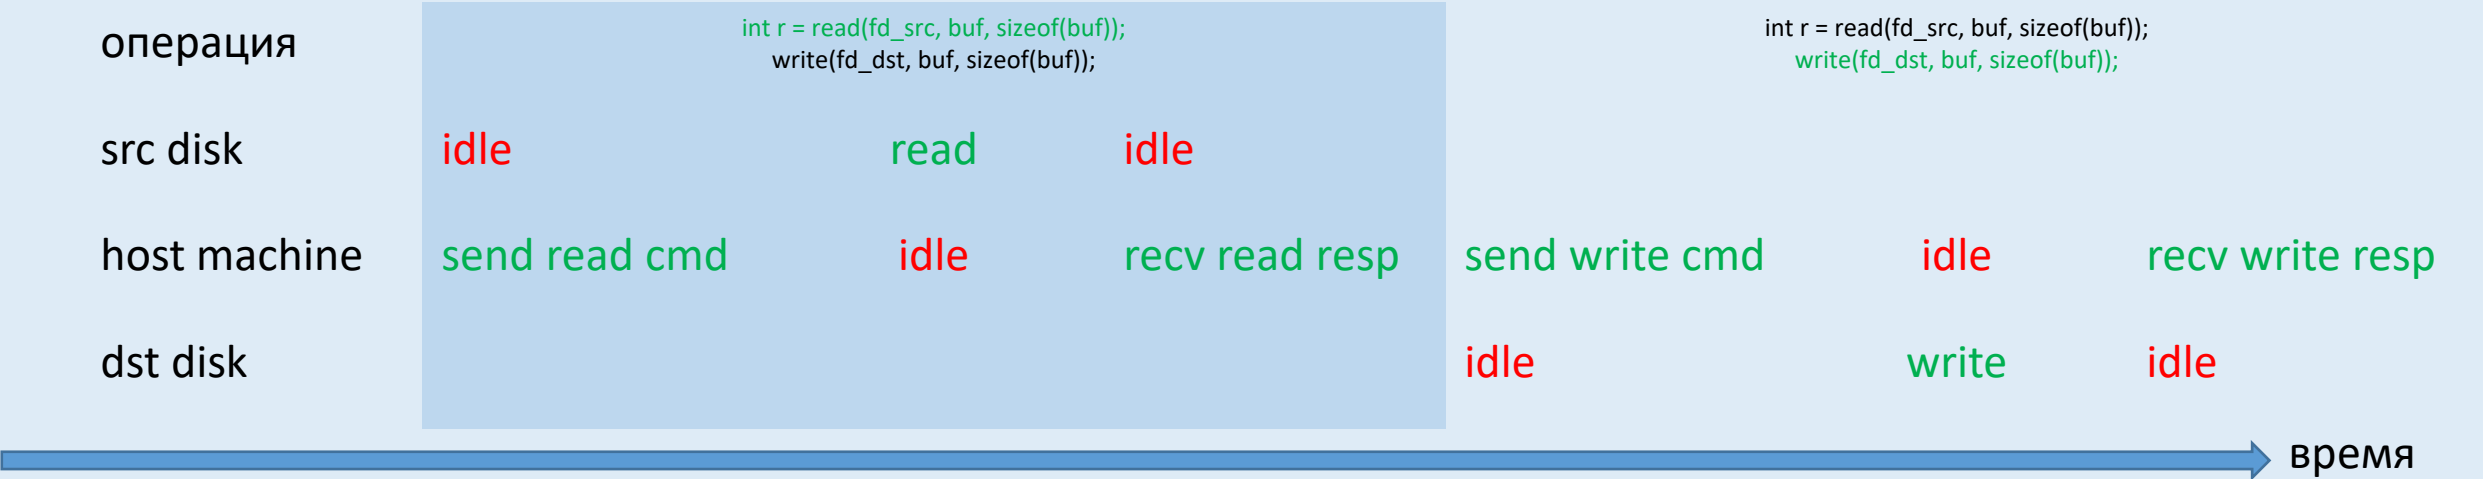 операция
int r = read(fd_src, buf, sizeof(buf));
write(fd_dst, buf, sizeof(buf));
int r = read(fd_src, buf, sizeof(buf));
write(fd_dst, buf, sizeof(buf));
src disk idle read idle
host machine send read cmd idle recv read resp send write cmd idle recv write resp
dst disk idle write idle
время